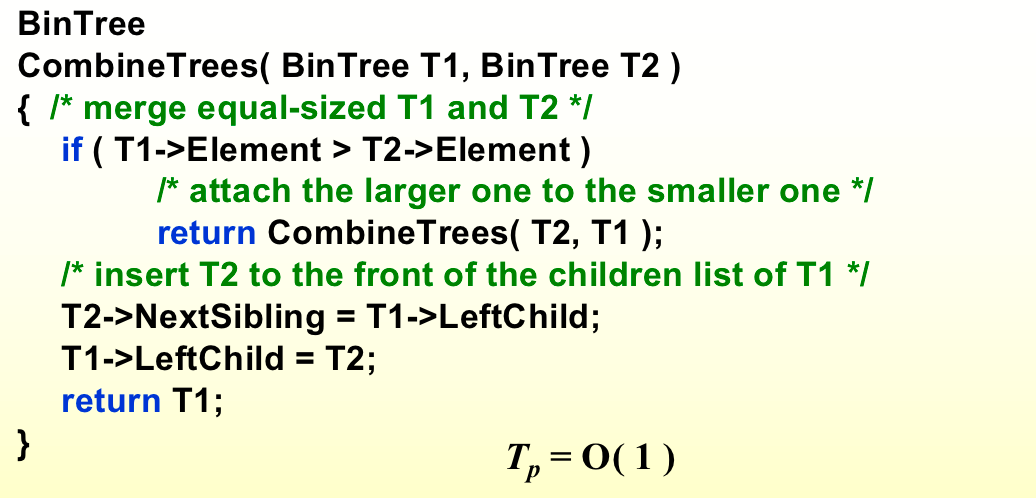 BinTree
CombineTrees( BinTree T1, BinTree T2 )
{ /* merge equal-sized T1 and T2 */
if ( T1->Element > T2->Element )
/* attach the larger one to the smaller one */
return CombineTrees( T2, T1 );
/* insert T2 to the front of the children list of T1 */
T2->NextSibling = T1->LeftChild;
T1->LeftChild = T2;
return T1;
}
Tp = O( 1 )